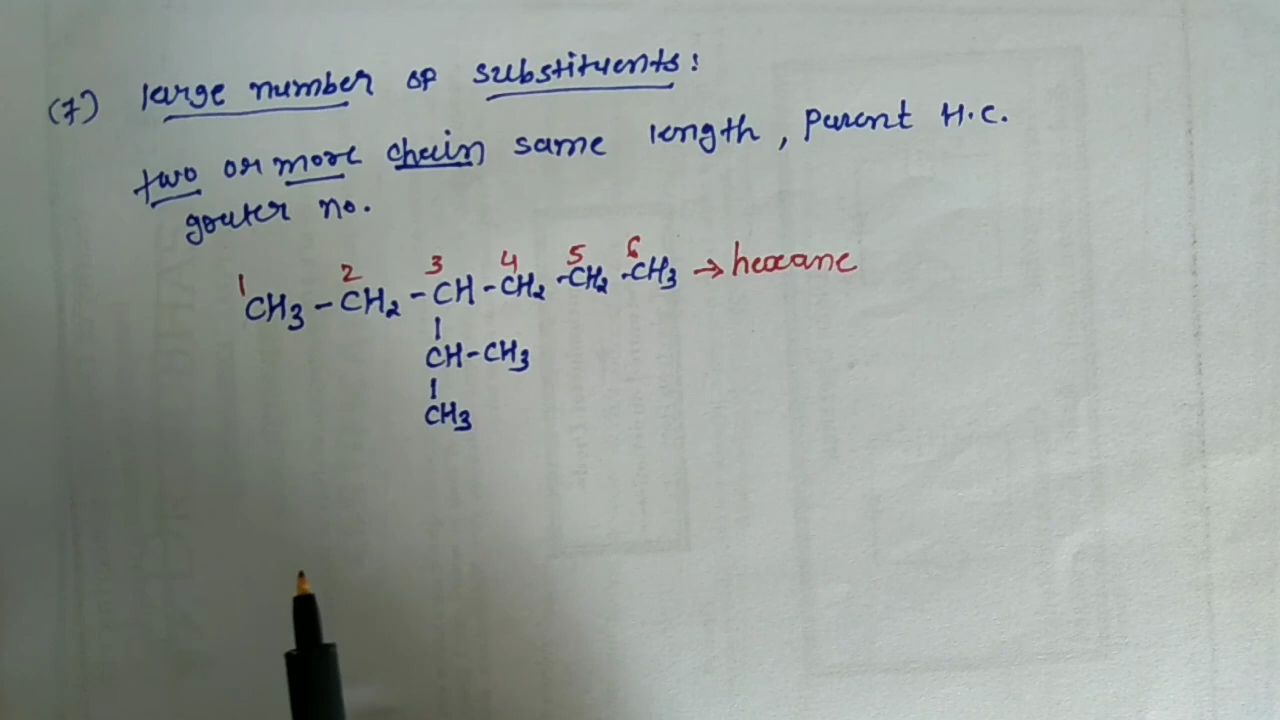 (7) large number of substituents:
two or more chain same length, parent H.C.
grouter no.
1 2 3 4 5 6
CH3 - CH2 - CH - CH2 - CH2 - CH3 → hexane
|
CH - CH3
|
CH3